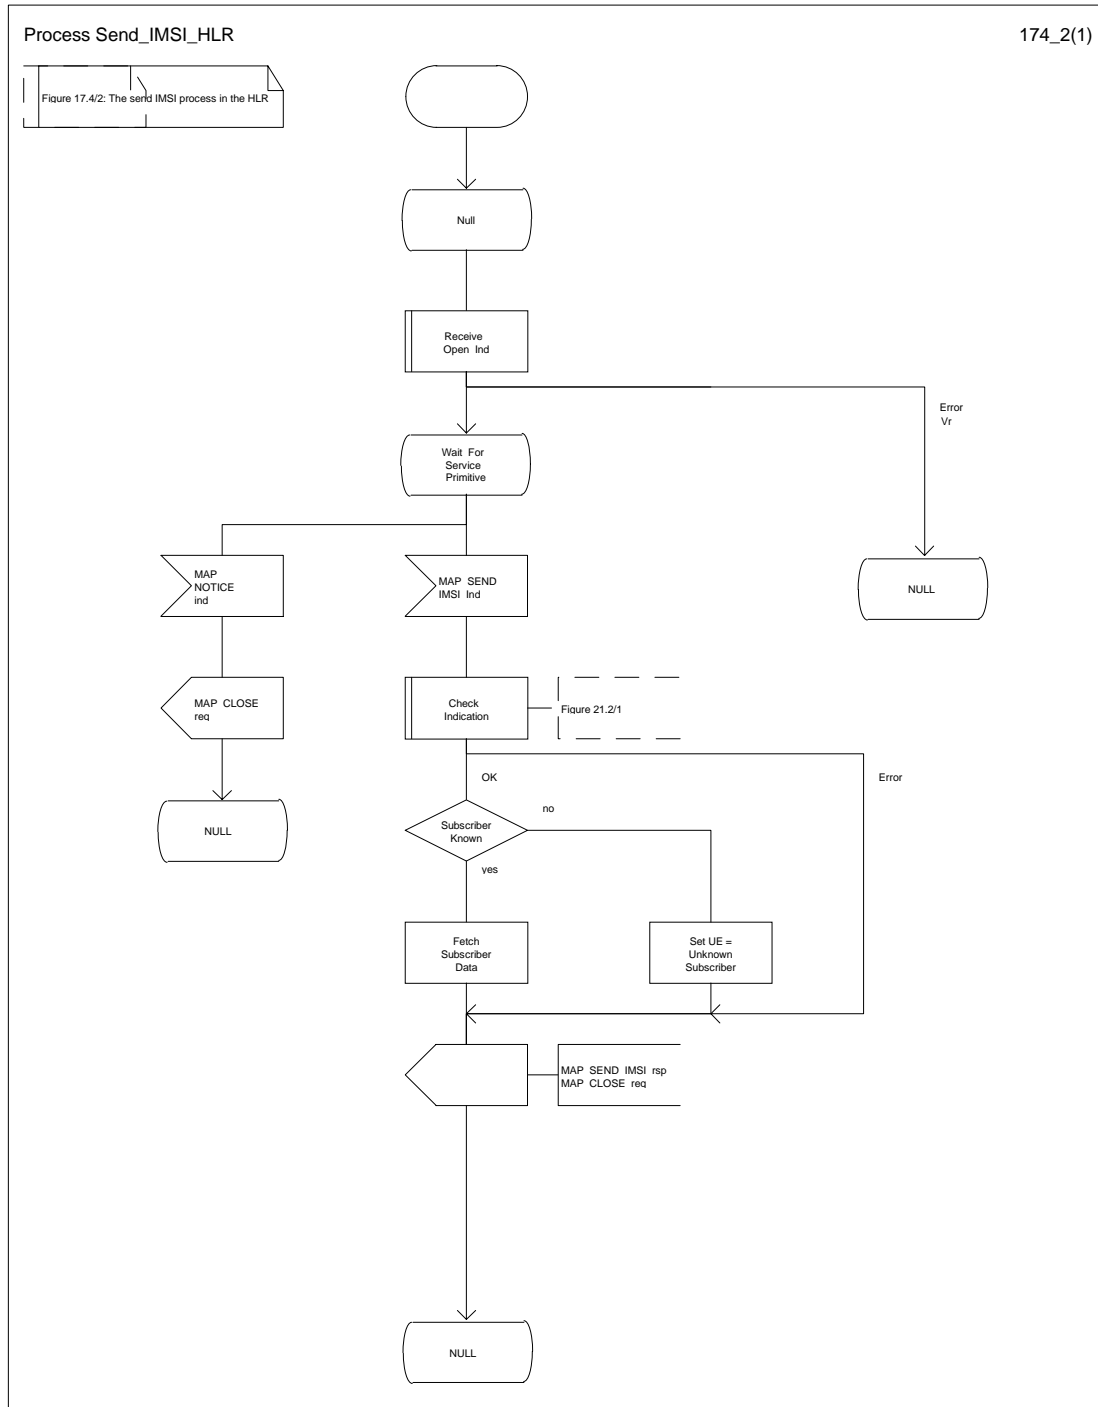 Process Send_IMSI_HLR
174_2(1)
Figure 17.4/2: The send IMSI process in the HLR
Null
Receive
Open Ind
Error
Vr
Wait For
Service
Primitive
MAP
NOTICE
ind
MAP SEND
IMSI Ind
NULL
MAP CLOSE
req
Check
Indication
Figure 21.2/1
OK
Error
NULL
Subscriber
Known
no
yes
Fetch
Subscriber
Data
Set UE =
Unknown
Subscriber
MAP SEND IMSI rsp
MAP CLOSE req
NULL